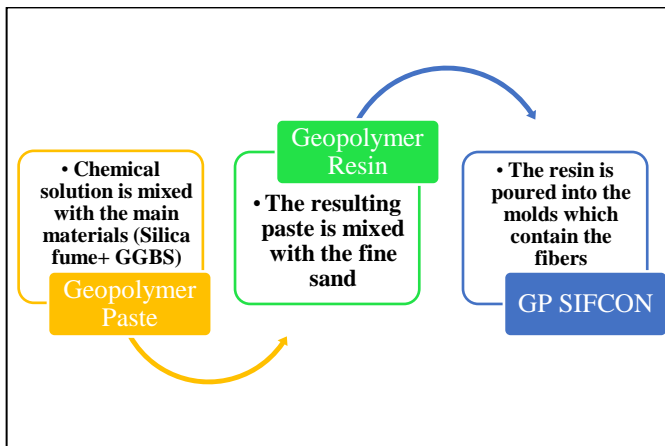 • Chemical
solution is mixed
with the main
materials (Silica
fume+ GGBS)
Geopolymer
Paste
Geopolymer
Resin
• The resulting
paste is mixed
with the fine
sand
• The resin is
poured into the
molds which
contain the
fibers
GP SIFCON